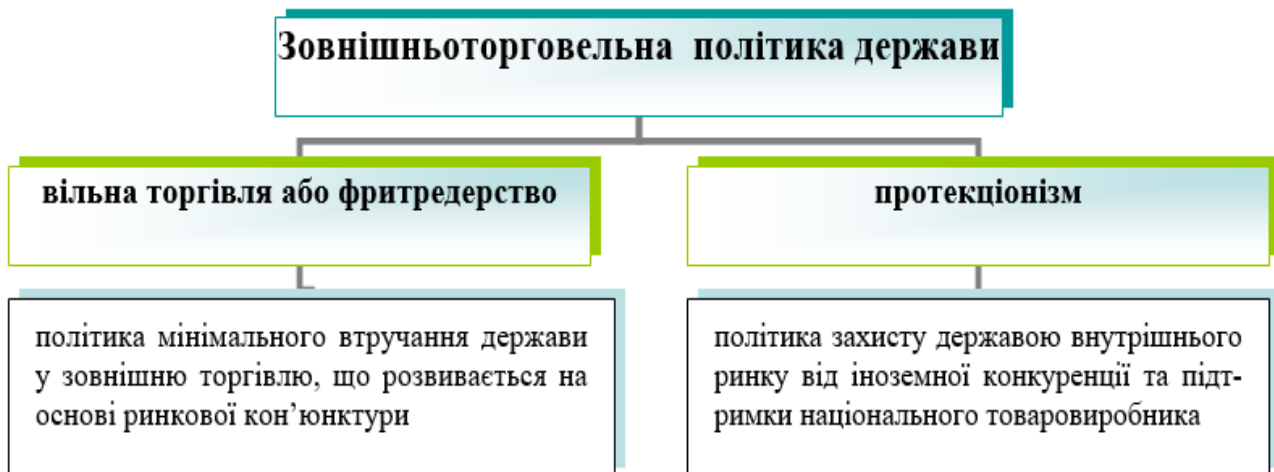 Зовнішньоторговельна політика держави
вільна торгівля або фритредерство
протекціонізм
політика мінімального втручання держави
у зовнішню торгівлю, що розвивається на
основі ринкової кон’юнктури
політика захисту державою внутрішнього
ринку від іноземної конкуренції та підт-
римки національного товаровиробника